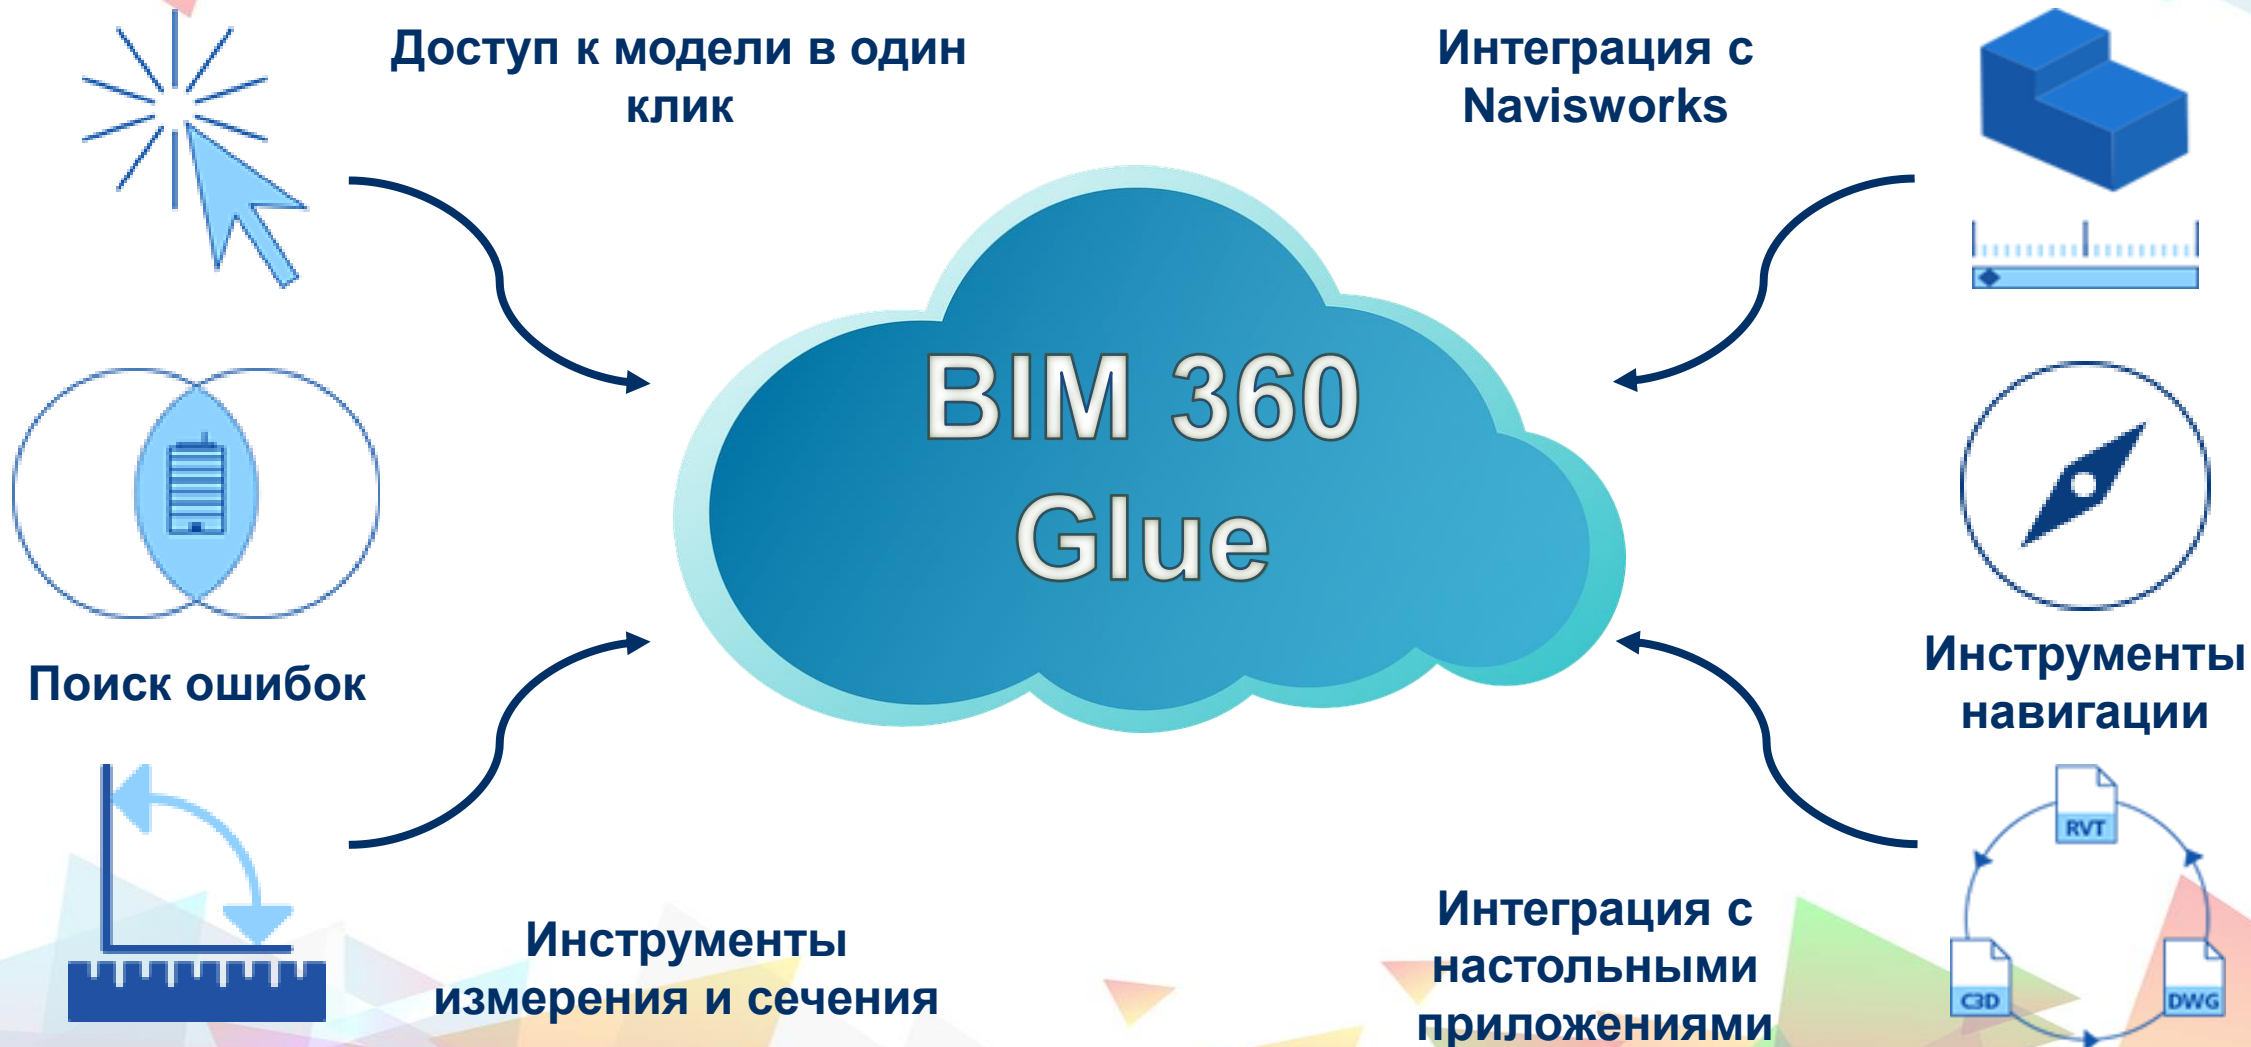 Доступ к модели в один
клик
Интеграция с
Navisworks
BIM 360
Glue
Поиск ошибок
Инструменты
навигации
Инструменты
измерения и сечения
Интеграция с
настольными
приложениями
RVT
C3D
DWG